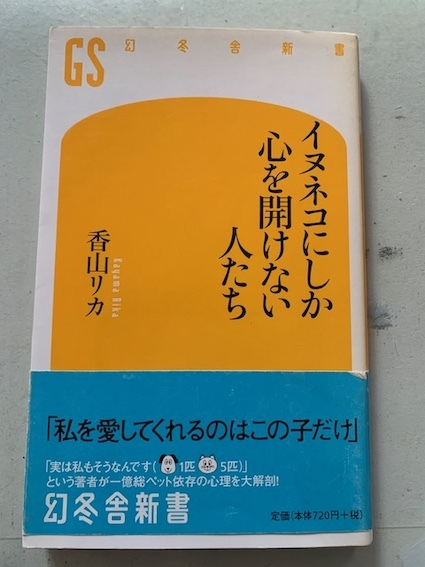 GS 幻冬舎新書
イヌネコにしか
心を開けない
人たち
香山リカ
Kayama Rika
「私を愛してくれるのはこの子だけ」
「実は私もそうなんです(1匹 5匹)」
という著者が一億総ペット依存の心理を大解剖!
幻冬舎新書
定価(本体720円+税)